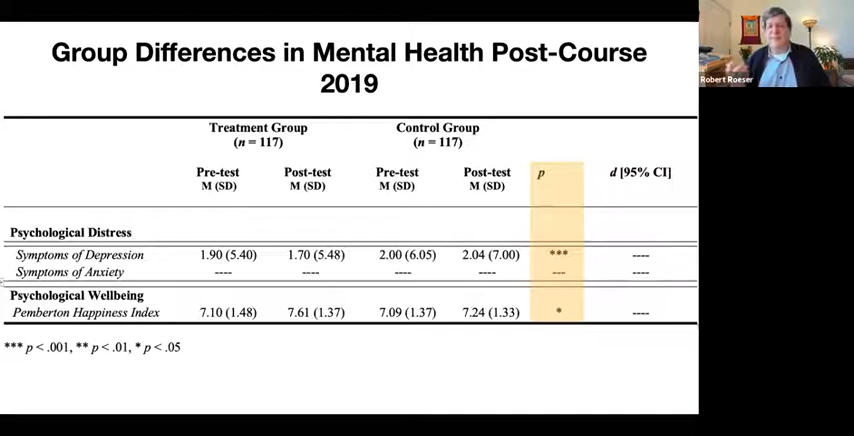 Group Differences in Mental Health Post-Course
2019
Robert Roeser
Treatment Group Control Group
(n = 117) (n = 117)
Pre-test Post-test Pre-test Post-test p d [95% CI]
M (SD) M (SD) M (SD) M (SD)
Psychological Distress
Symptoms of Depression 1.90 (5.40) 1.70 (5.48) 2.00 (6.05) 2.04 (7.00) *** ----
Symptoms of Anxiety ---- ---- ---- ---- --- ----
Psychological Wellbeing
Pemberton Happiness Index 7.10 (1.48) 7.61 (1.37) 7.09 (1.37) 7.24 (1.33) * ----
*** p < .001, ** p < .01, * p < .05